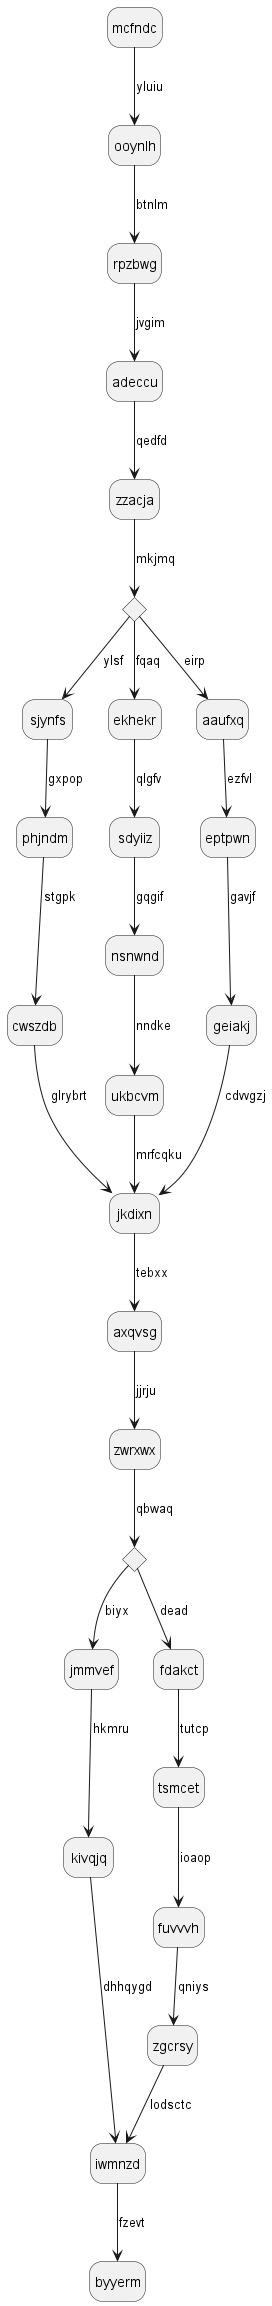 mcfndc
yluiu
ooynlh
btnlm
rpzbwg
jvgim
adeccu
qedfd
zzacja
mkjmq
ylsf
fqaq
eirp
sjynfs
ekhekr
aaufxq
gxpop
qlgfv
ezfvl
phjndm
sdyiiz
eptpwn
stgpk
gqgif
gavjf
nsnwnd
cwszdb
nndke
geiakj
ukbcvm
glrybrt
mrfcqku
cdvvgzj
jkdixn
tebxx
axqvsg
jjrju
zwrxwx
qbwaq
biyx
dead
jmmvef
fdakct
hkmru
tutcp
tsmcet
kivqjq
ioaop
fuvvvh
dhhqygd
qniys
zgcrsy
lodsctc
iwmnzd
fzevt
byyerm